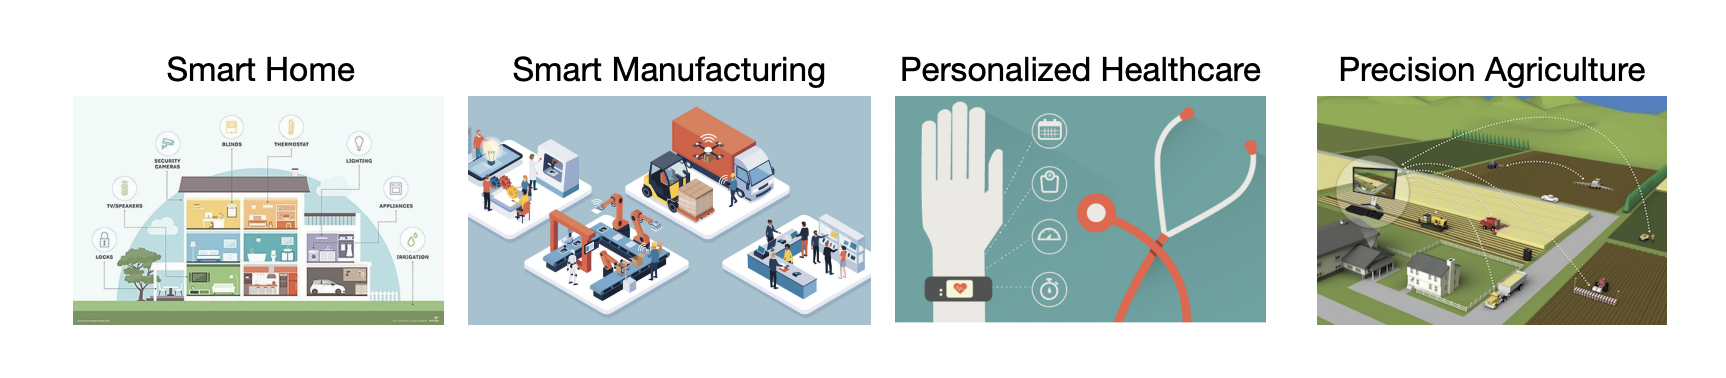 Smart Home
Smart Manufacturing
Personalized Healthcare
Precision Agriculture
BLINDS
THERMOSTAT
SECURITY
CAMERAS
LIGHTING
TV/SPEAKERS
APPLIANCES
LOCKS
IRRIGATION